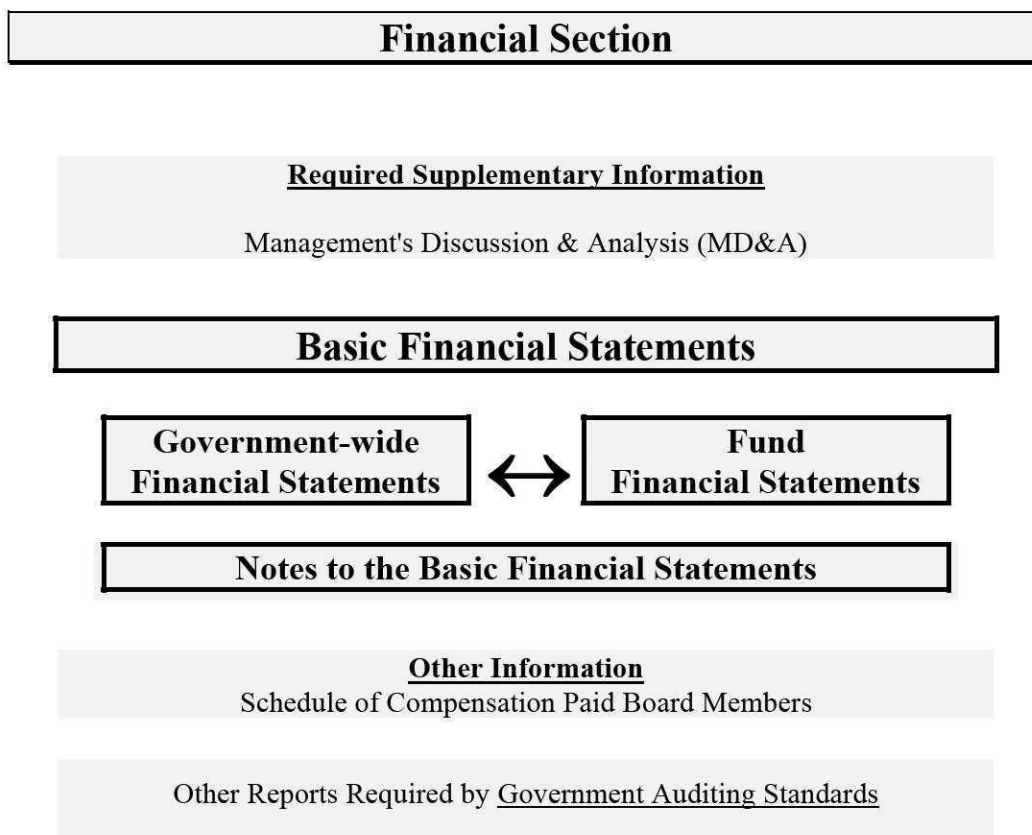 Financial Section
Required Supplementary Information
Management's Discussion & Analysis (MD&A)
Basic Financial Statements
Government-wide
Financial Statements
Fund
Financial Statements
Notes to the Basic Financial Statements
Other Information
Schedule of Compensation Paid Board Members
Other Reports Required by Government Auditing Standards